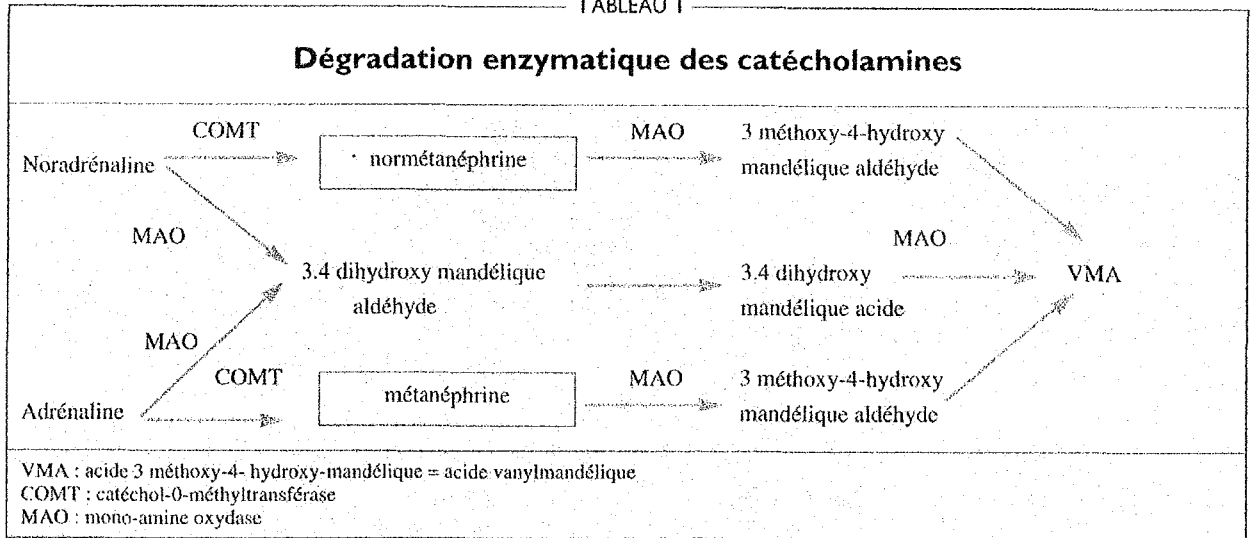 TABLEAU I
Dégradation enzymatique des catécholamines
COMT
MAO
3 méthoxy-4-hydroxy
Noradrénaline
normétanéphrine
mandélique aldéhyde
MAO
MAO
3.4 dihydroxy mandélique
aldéhyde
3.4 dihydroxy
mandélique acide
VMA
MAO
COMT
MAO
3 méthoxy-4-hydroxy
Adrénaline
métanéphrine
mandélique aldéhyde
VMA : acide 3 méthoxy-4- hydroxy-mandélique = acide vanylmandélique
COMT : catéchol-0-méthyltransférase
MAO : mono-amine oxydase